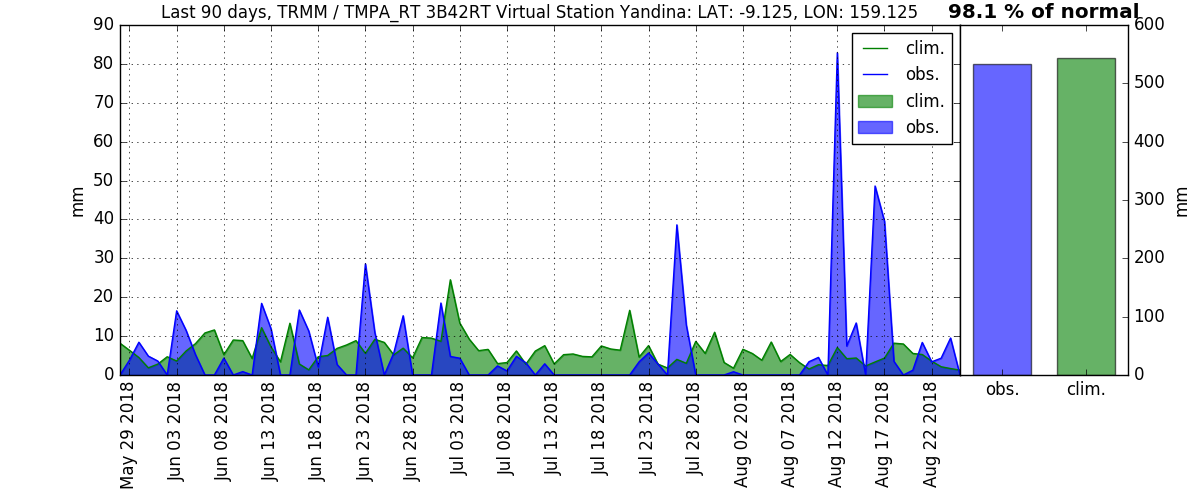 Last 90 days, TRMM / TMPA_RT 3B42RT Virtual Station Yandina: LAT: -9.125, LON: 159.125
98.1 % of normal
90
80
70
60
50
40
30
20
10
0
mm
clim.
obs.
clim.
obs.
600
500
400
300
200
100
0
mm
May 29 2018
Jun 03 2018
Jun 08 2018
Jun 13 2018
Jun 18 2018
Jun 23 2018
Jun 28 2018
Jul 03 2018
Jul 08 2018
Jul 13 2018
Jul 18 2018
Jul 23 2018
Jul 28 2018
Aug 02 2018
Aug 07 2018
Aug 12 2018
Aug 17 2018
Aug 22 2018
obs.
clim.